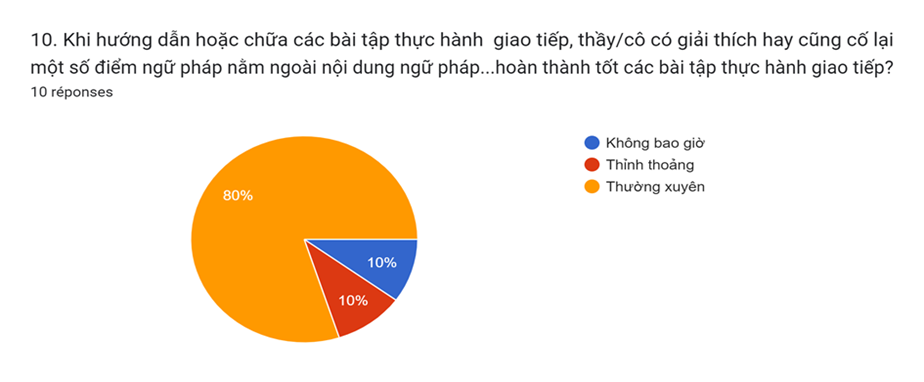 10. Khi hướng dẫn hoặc chữa các bài tập thực hành giao tiếp, thầy/cô có giải thích hay cũng cố lại
một số điểm ngữ pháp nằm ngoài nội dung ngữ pháp...hoàn thành tốt các bài tập thực hành giao tiếp?
10 réponses
Không bao giờ
Thỉnh thoảng
Thường xuyên
80%
10%
10%